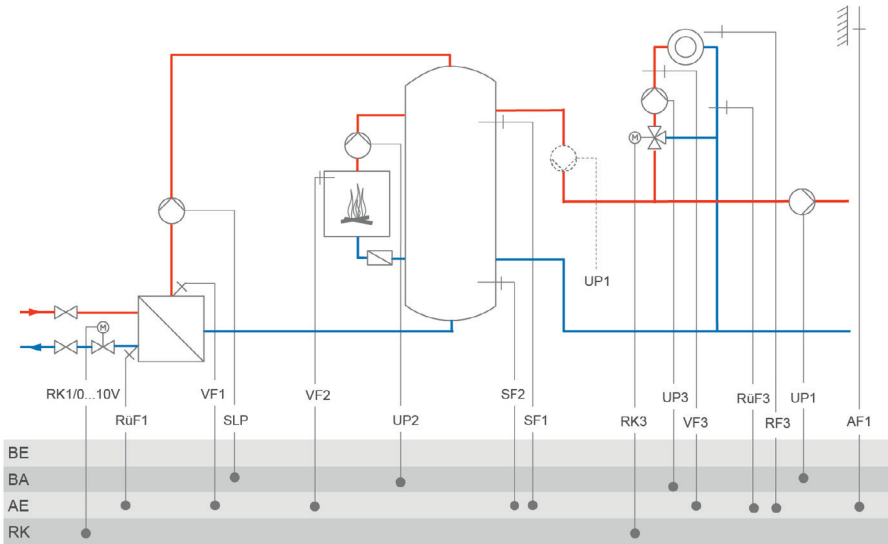 M
M
UP1
RK1/0...10V
VF1
VF2
SF2
UP3
RüF3
UP1
RüF1
SLP
UP2
SF1
RK3
VF3
RF3
AF1
BE
BA
AE
RK